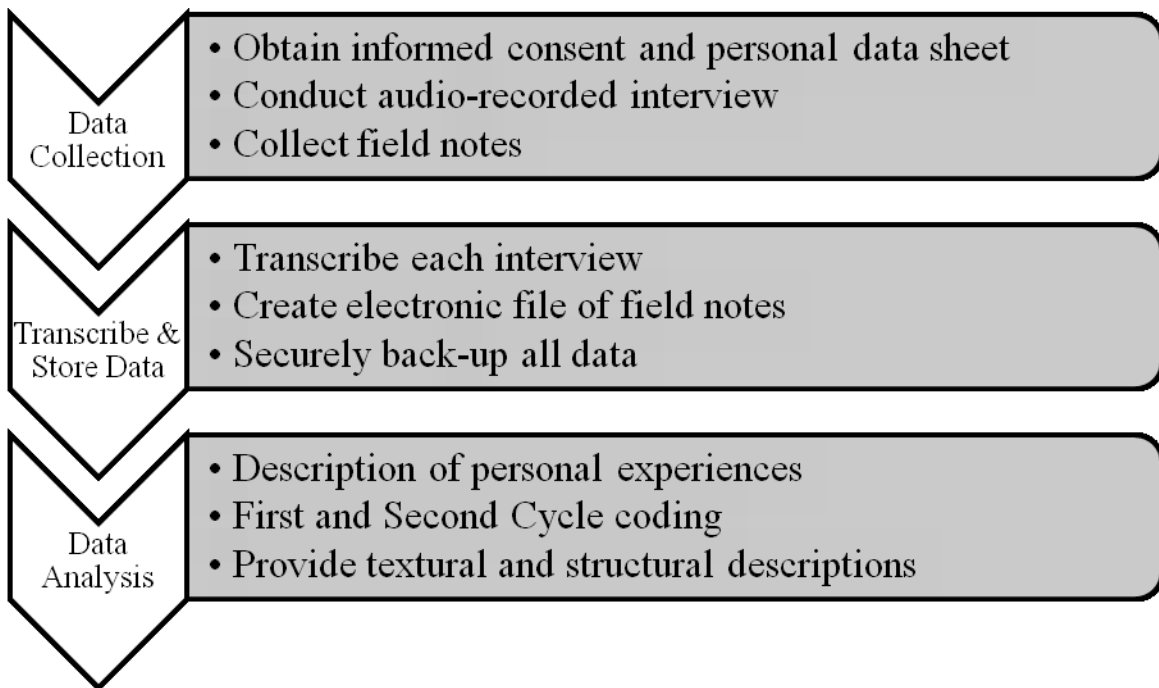 Data
Collection
• Obtain informed consent and personal data sheet
• Conduct audio-recorded interview
• Collect field notes
Transcribe &
Store Data
• Transcribe each interview
• Create electronic file of field notes
• Securely back-up all data
Data
Analysis
• Description of personal experiences
• First and Second Cycle coding
• Provide textural and structural descriptions